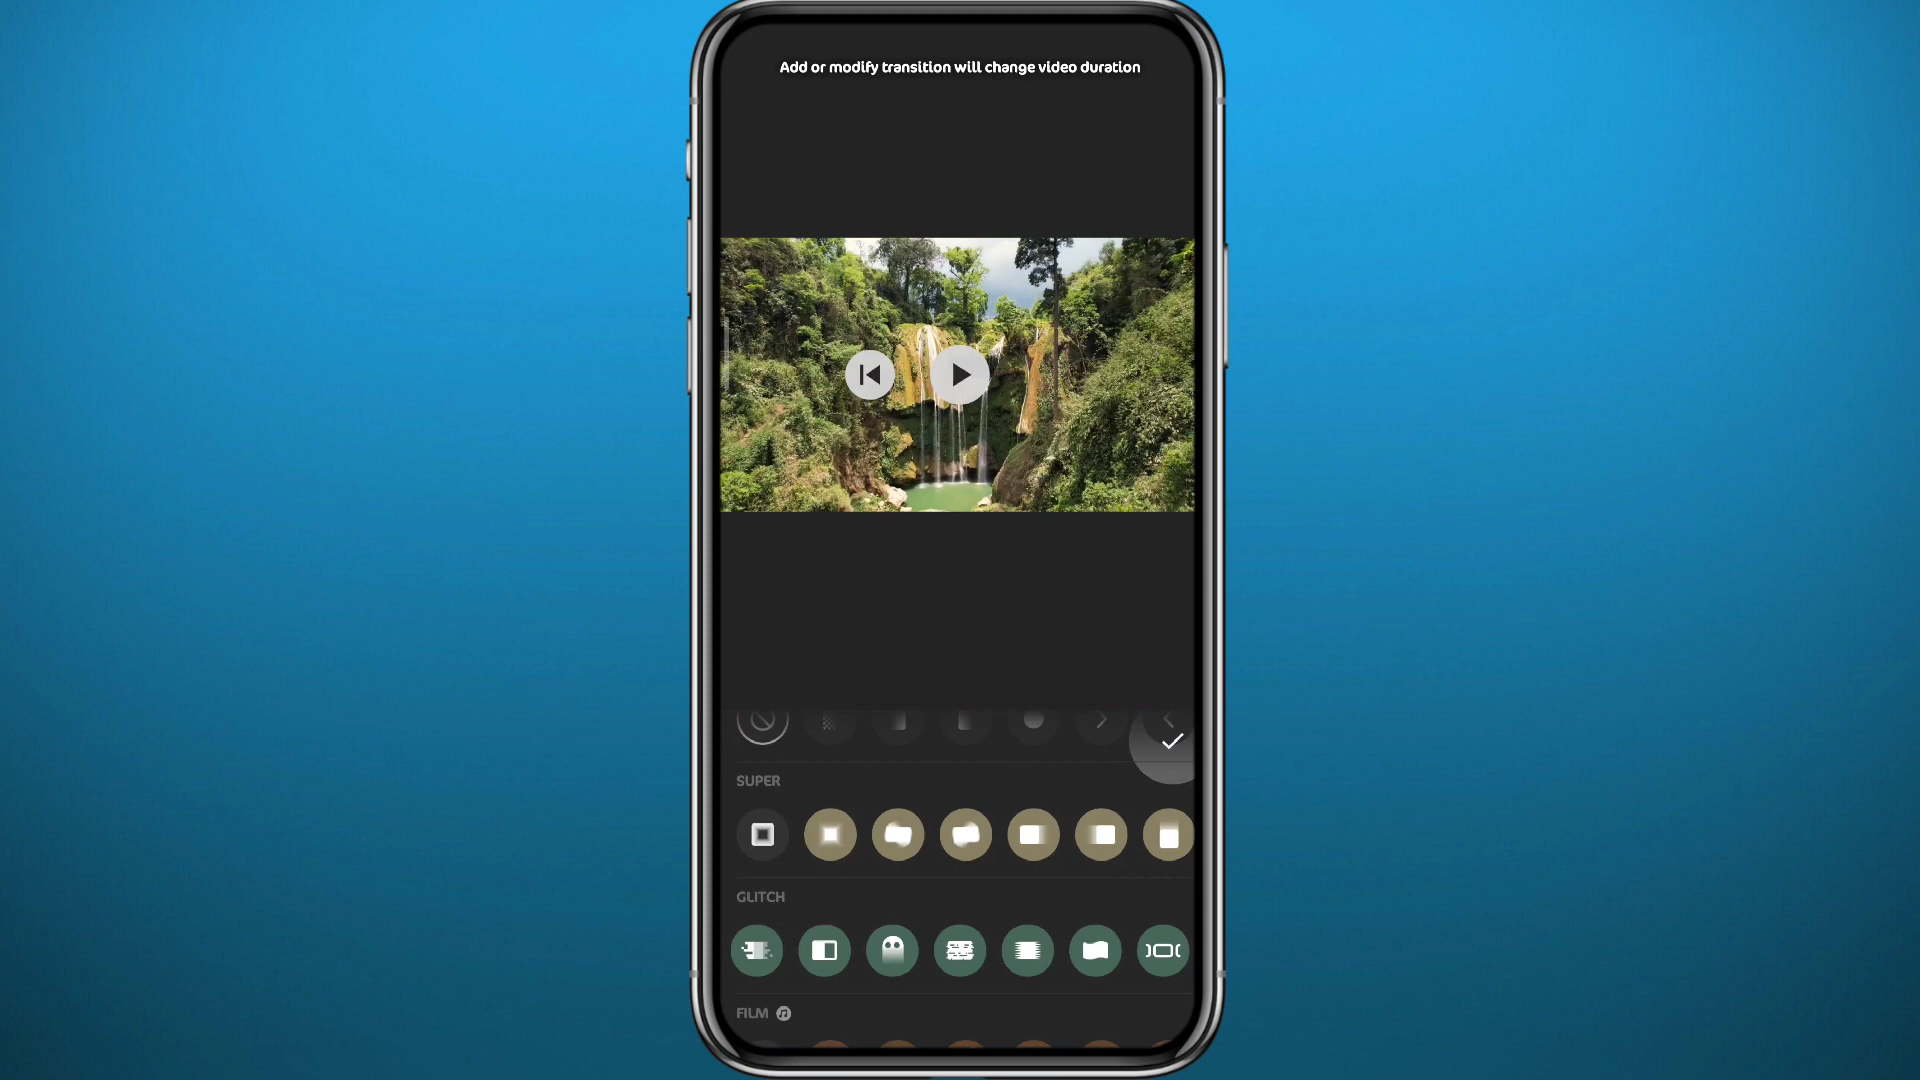 Add or modify transition will change video duration
SUPER
GLITCH
FILM